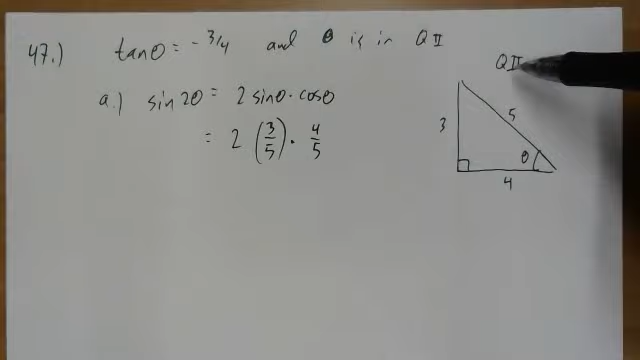 47.) tanθ = - 3/4 and θ is in Q II
a.) sin 2θ = 2 sinθ · cosθ
= 2 (3/5) · 4/5
Q II
3
5
θ
4